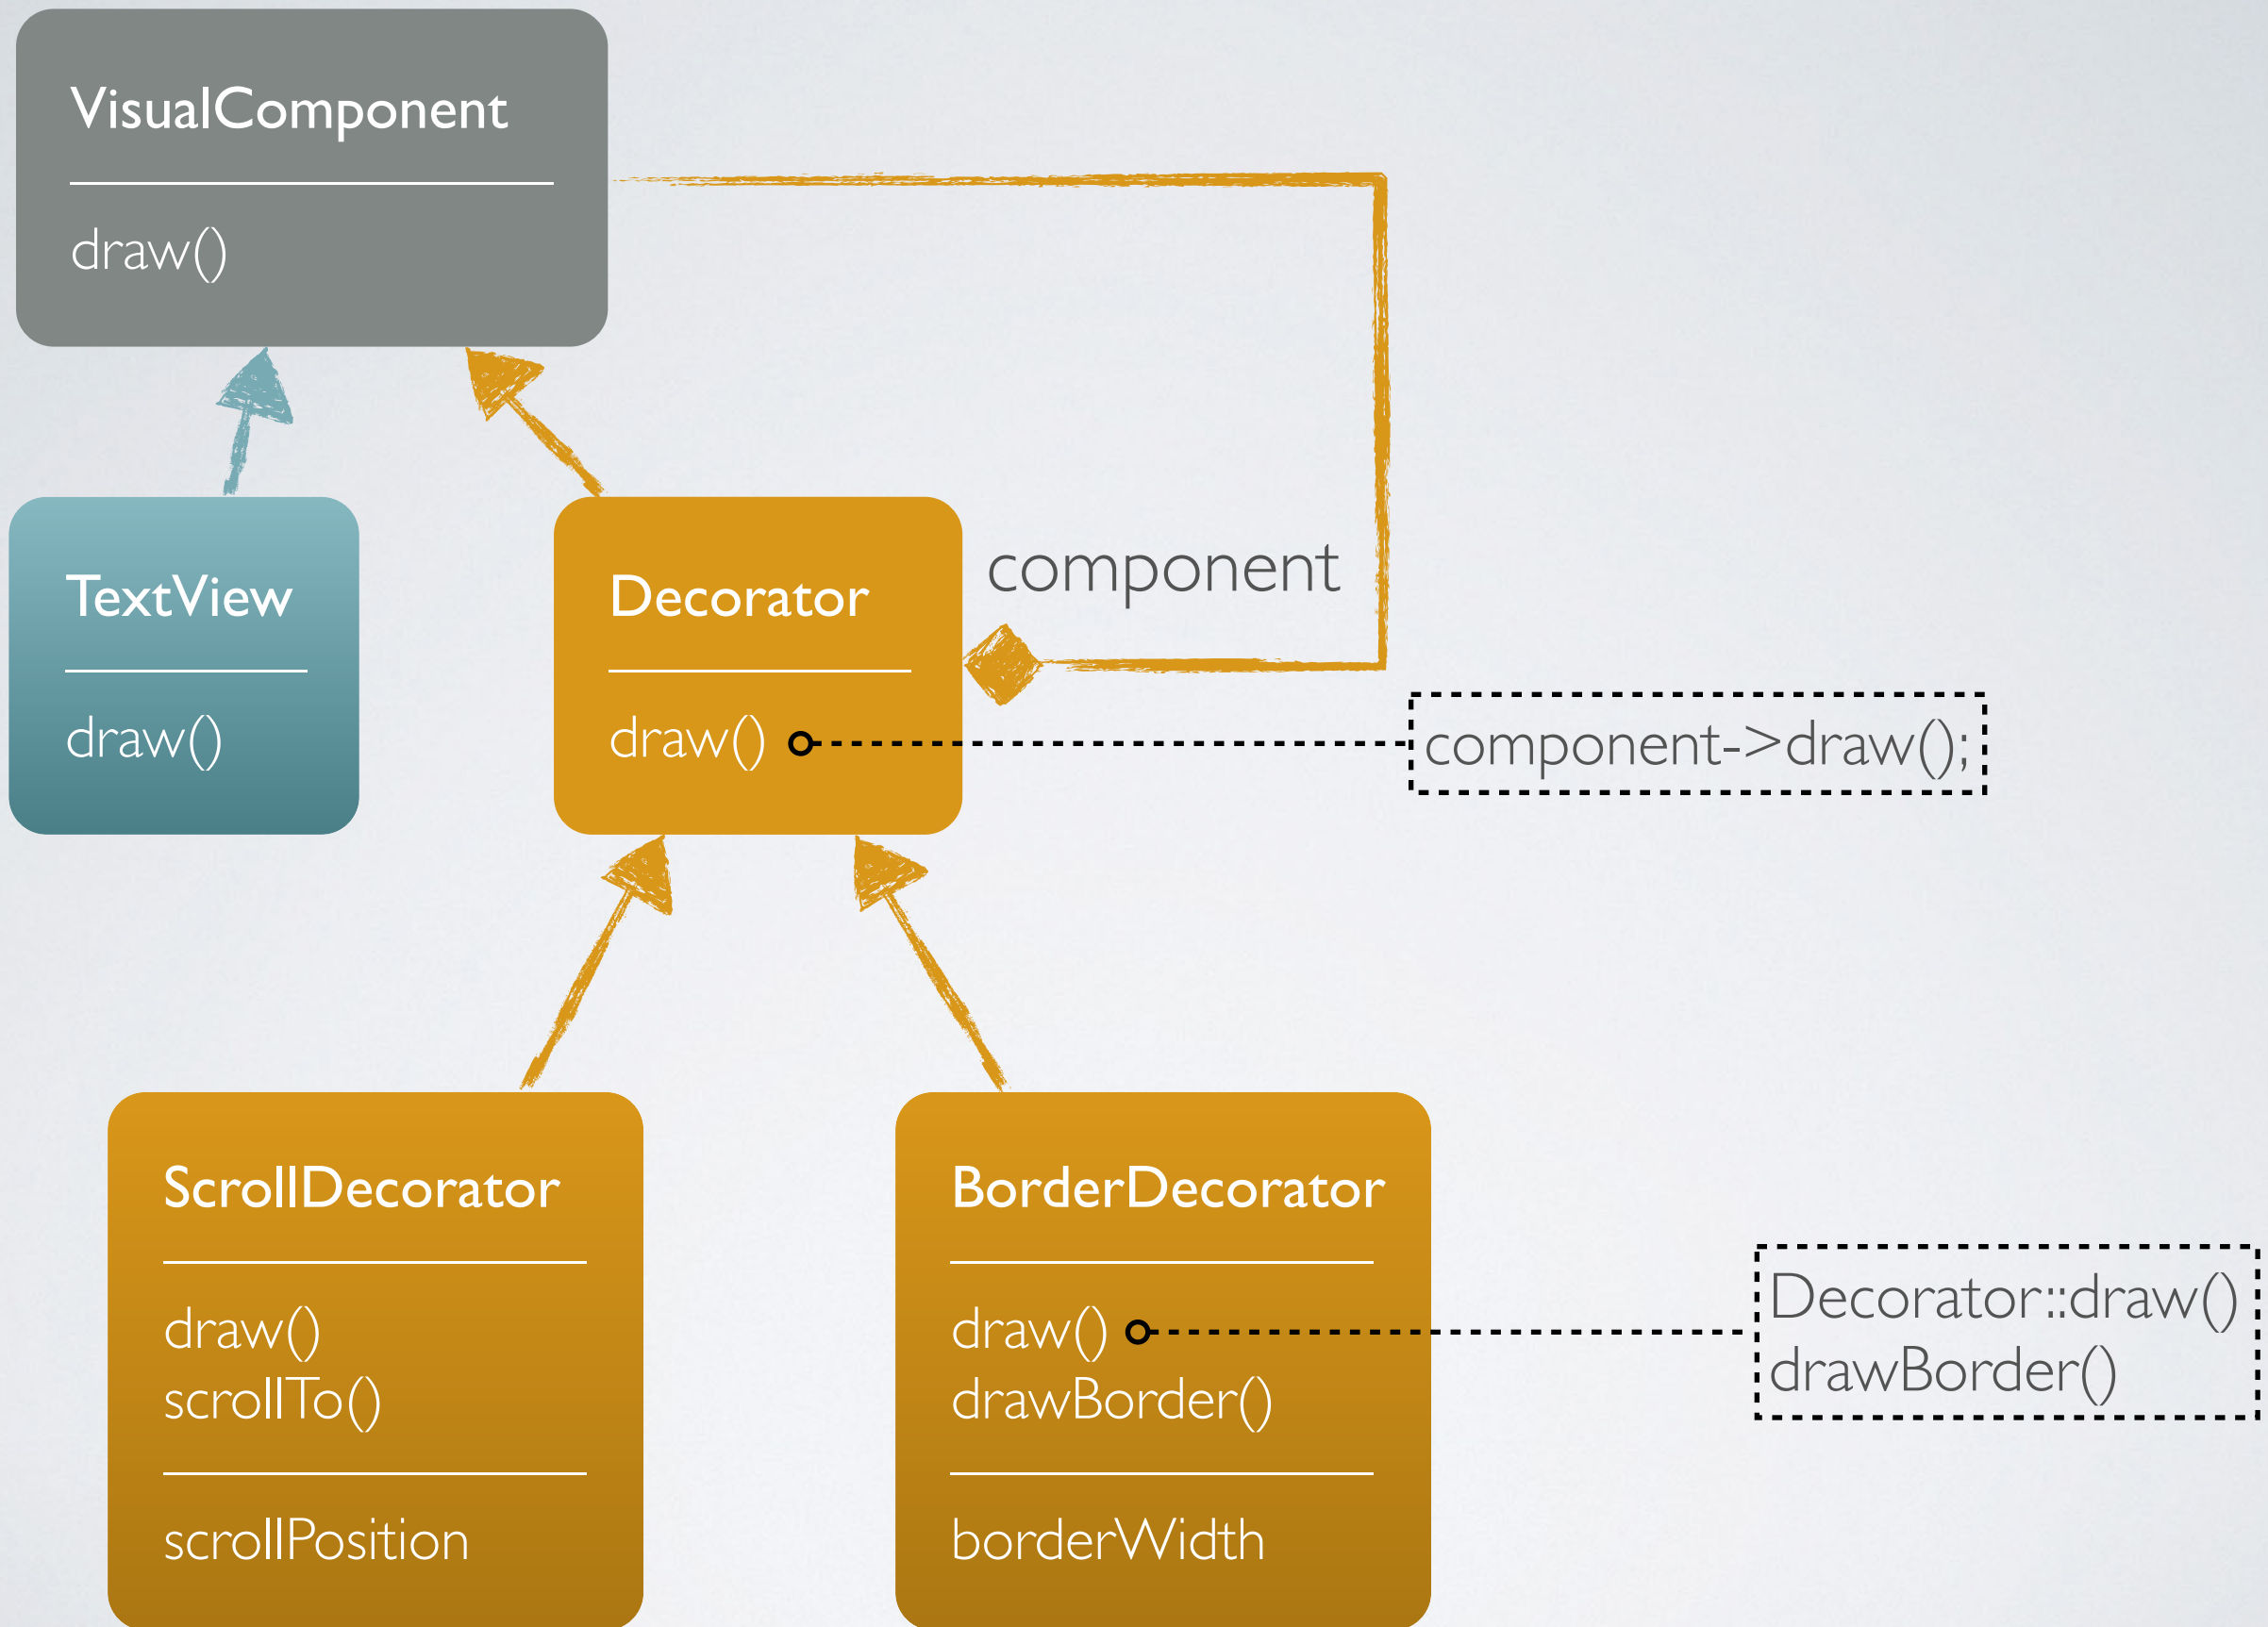 VisualComponent
draw()
TextView
draw()
Decorator
draw()
component
component->draw();
ScrollDecorator
draw()
scrollTo()
scrollPosition
BorderDecorator
draw()
drawBorder()
borderWidth
Decorator::draw()
drawBorder()